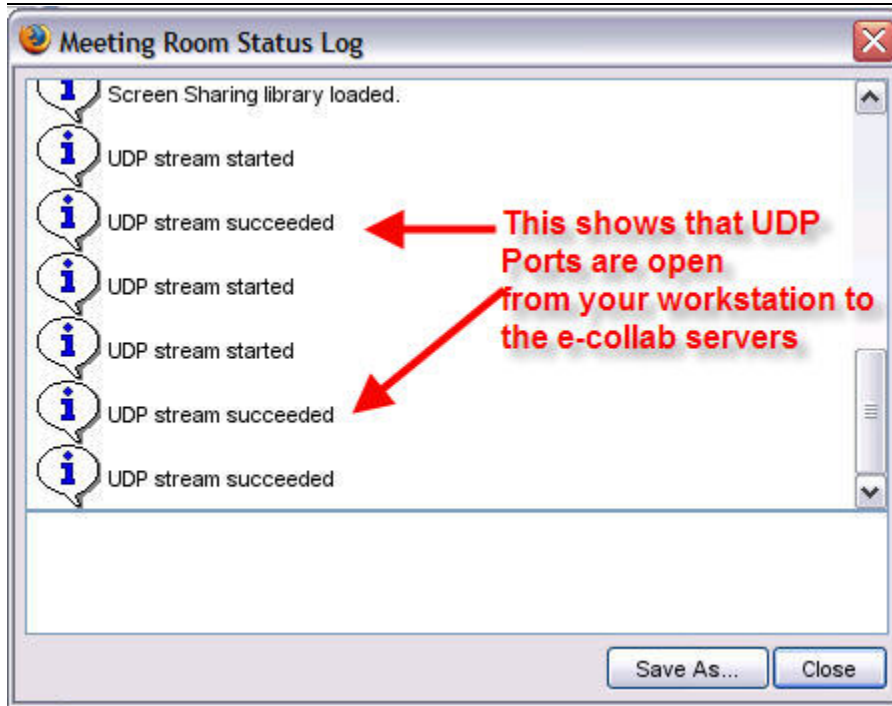 Meeting Room Status Log
Screen Sharing library loaded.
UDP stream started
UDP stream succeeded
UDP stream started
UDP stream started
UDP stream succeeded
UDP stream succeeded
This shows that UDP
Ports are open
from your workstation to
the e-collab servers
Save As...
Close